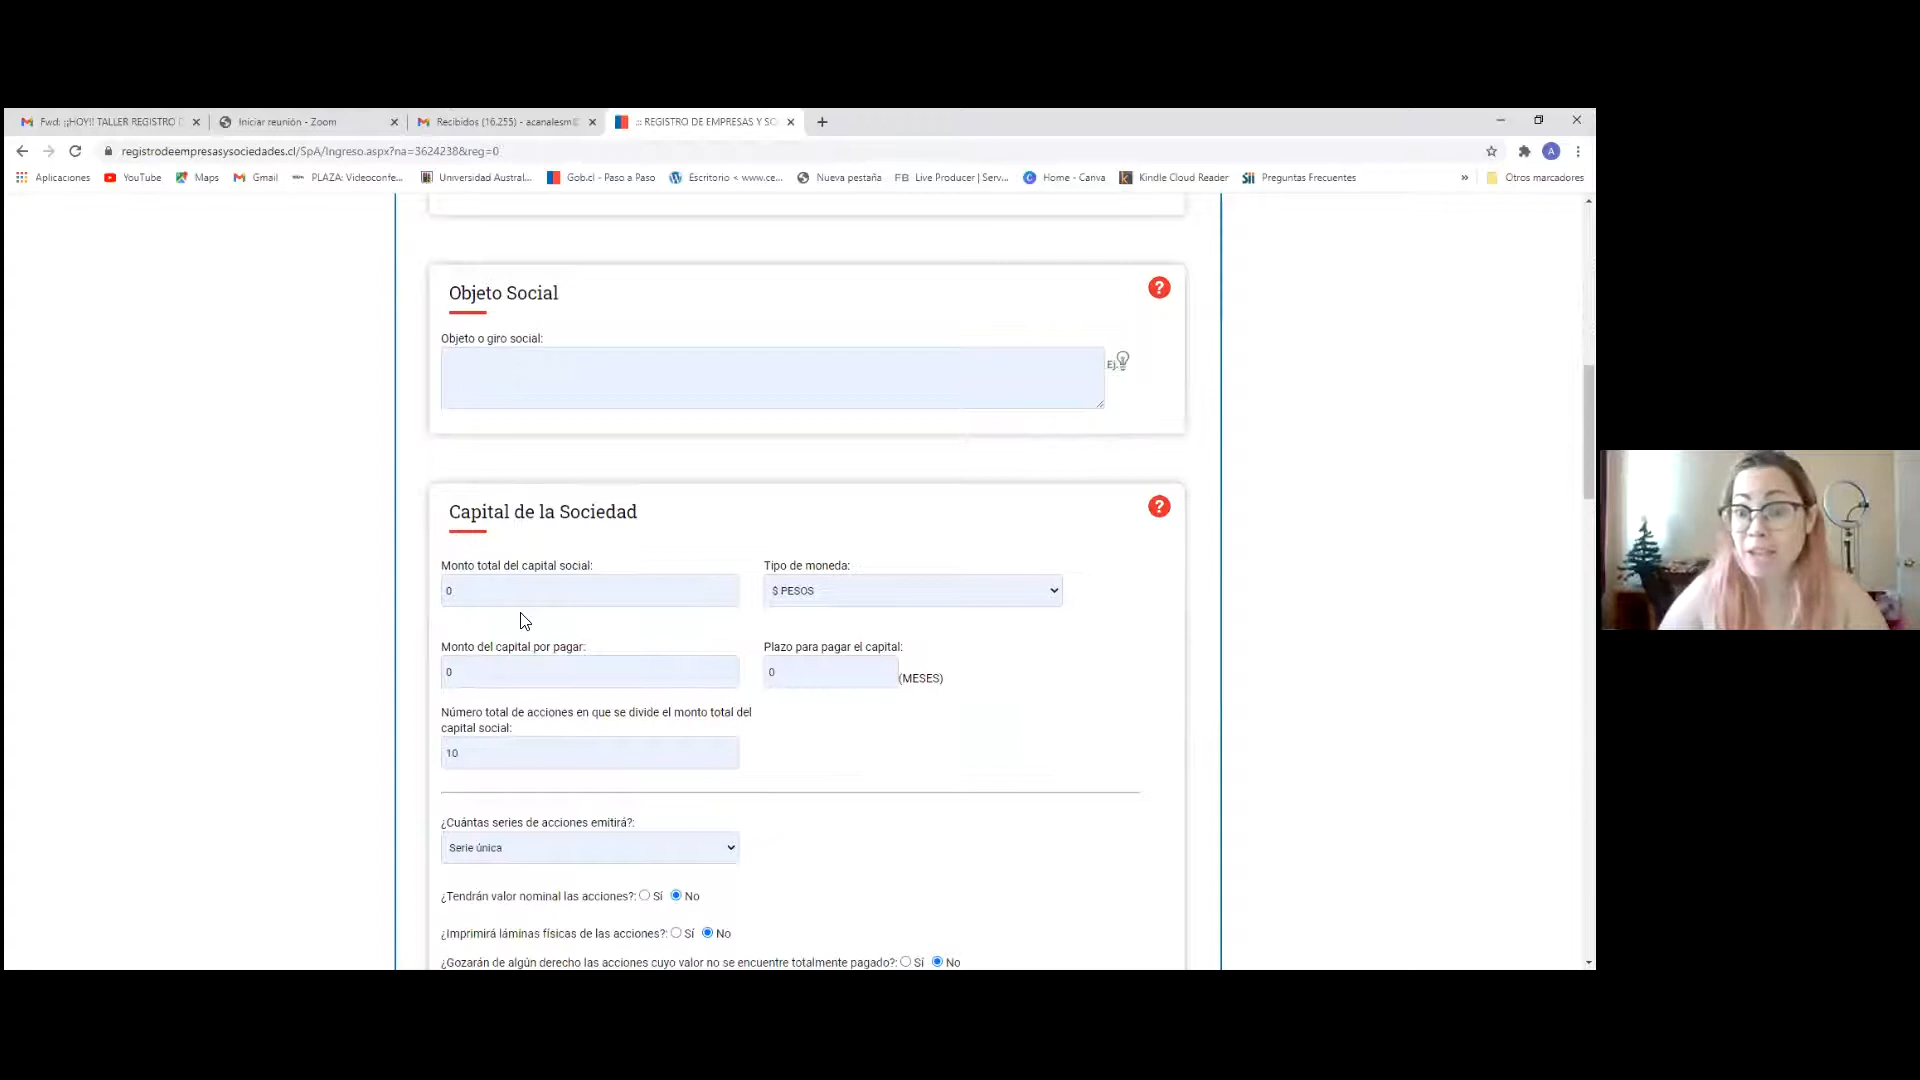 Fwd: ¡¡HOY!! TALLER REGISTRO
Iniciar reunión - Zoom
Recibidos (16.255) - acanalesm
.:: REGISTRO DE EMPRESAS Y SO
registrodeempresasysociedades.cl/SpA/Ingreso.aspx?na=3624238&reg=0
A
Aplicaciones
YouTube
Maps
Gmail
PLAZA: Videoconfe...
Universidad Austral...
Gob.cl - Paso a Paso
Escritorio < www.ce...
Nueva pestaña
FB Live Producer | Serv...
Home - Canva
Kindle Cloud Reader
Sii Preguntas Frecuentes
»
Otros marcadores
Objeto Social
?
Objeto o giro social:
Ej.
Capital de la Sociedad
?
Monto total del capital social:
Tipo de moneda:
0
$ PESOS
Monto del capital por pagar:
Plazo para pagar el capital:
0
0
(MESES)
Número total de acciones en que se divide el monto total del
capital social:
10
¿Cuántas series de acciones emitirá?:
Serie única
¿Tendrán valor nominal las acciones?: Sí No
¿Imprimirá láminas físicas de las acciones?: Sí No
¿Gozarán de algún derecho las acciones cuyo valor no se encuentre totalmente pagado?: Sí No